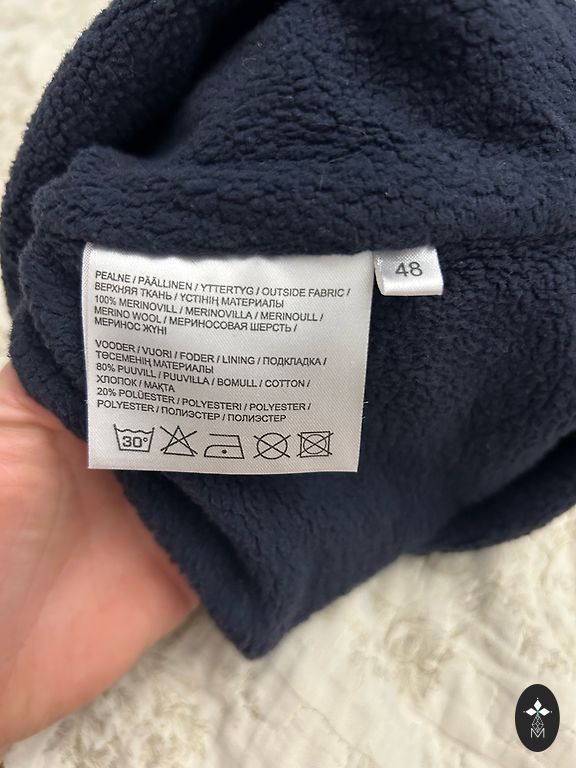 PEALNE / PÄÄLLINEN / YTTERTYG / OUTSIDE FABRIC /
ВЕРХНЯЯ ТКАНЬ / ҮСТІНІҢ МАТЕРИАЛЫ
100% MERINOVILL / MERINOVILLA / MERINOULL /
MERINO WOOL / МЕРИНОСОВАЯ ШЕРСТЬ /
МЕРИНОС ЖҮНІ
VOODER / VUORI / FODER / LINING / ПОДКЛАДКА /
ТӨСЕМЕНІҢ МАТЕРИАЛЫ
80% PUUVILL / PUUVILLA / BOMULL / COTTON /
ХЛОПОК / МАҚТА
20% POLÜESTER / POLYESTERI / POLYESTER /
POLYESTER / ПОЛИЭСТЕР / ПОЛИЭСТЕР
30°
48
M